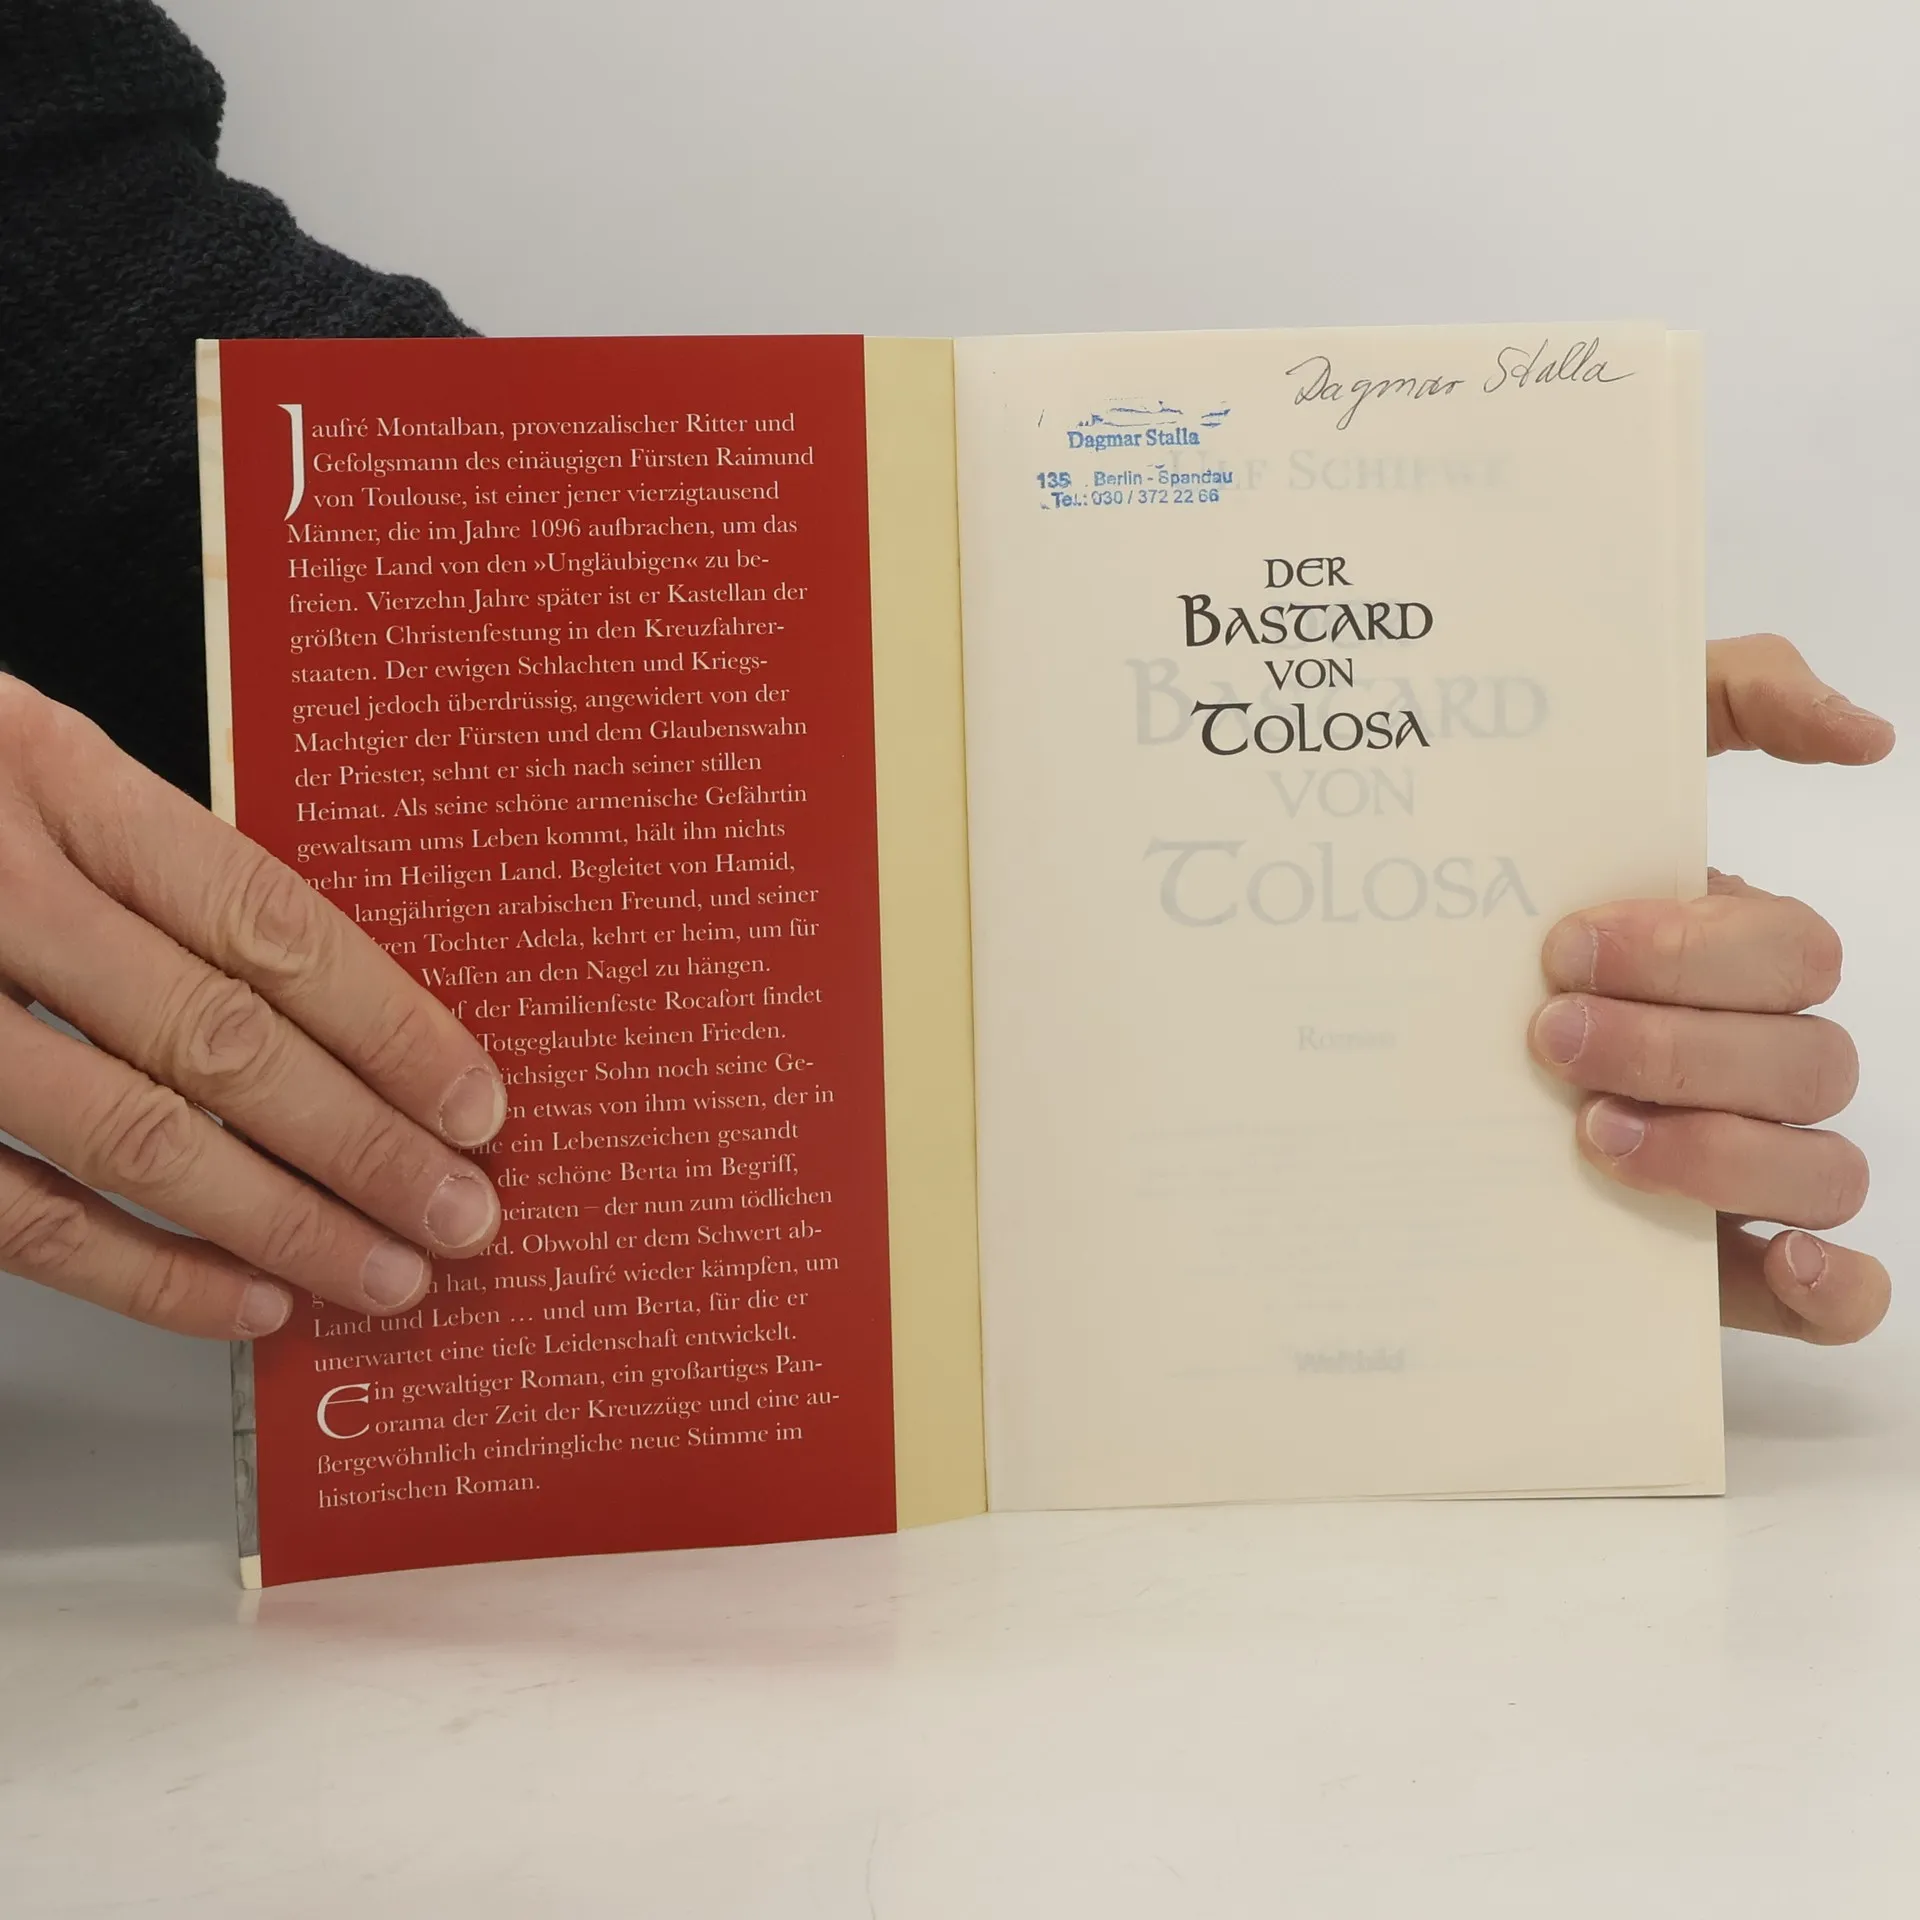 Jaufré Montalban, provenzalischer Ritter und
Gefolgsmann des einäugigen Fürsten Raimund
von Toulouse, ist einer jener vierzigtausend
Männer, die im Jahre 1096 aufbrachen, um das
Heilige Land von den »Ungläubigen« zu be-
freien. Vierzehn Jahre später ist er Kastellan der
größten Christenfestung in den Kreuzfahrer-
staaten. Der ewigen Schlachten und Kriegs-
greuel jedoch überdrüssig, angewidert von der
Machtgier der Fürsten und dem Glaubenswahn
der Priester, sehnt er sich nach seiner stillen
Heimat. Als seine schöne armenische Gefährtin
gewaltsam ums Leben kommt, hält ihn nichts
mehr im Heiligen Land. Begleitet von Hamid,
langjährigen arabischen Freund, und seiner
Tochter Adela, kehrt er heim, um für
Waffen an den Nagel zu hängen.
der Familienfeste Rocafort findet
Totgeglaubte keinen Frieden.
Sohn noch seine Ge-
etwas von ihm wissen, der in
ein Lebenszeichen gesandt
die schöne Berta im Begriff,
– der nun zum tödlichen
Obwohl er dem Schwert ab-
hat, muss Jaufré wieder kämpfen, um
Land und Leben ... und um Berta, für die er
unerwartet eine tiefe Leidenschaft entwickelt.
Ein gewaltiger Roman, ein großartiges Pan-
orama der Zeit der Kreuzzüge und eine au-
ßergewöhnlich eindringliche neue Stimme im
historischen Roman.
Dagmar Stalla
Dagmar Stalla
135 Berlin - Spandau
Tel.: 030 / 372 22 66
ULF SCHIEWE
DER
BASTARD
VON
TOLOSA
BASTARD
VON
TOLOSA
Roman
Weltbild